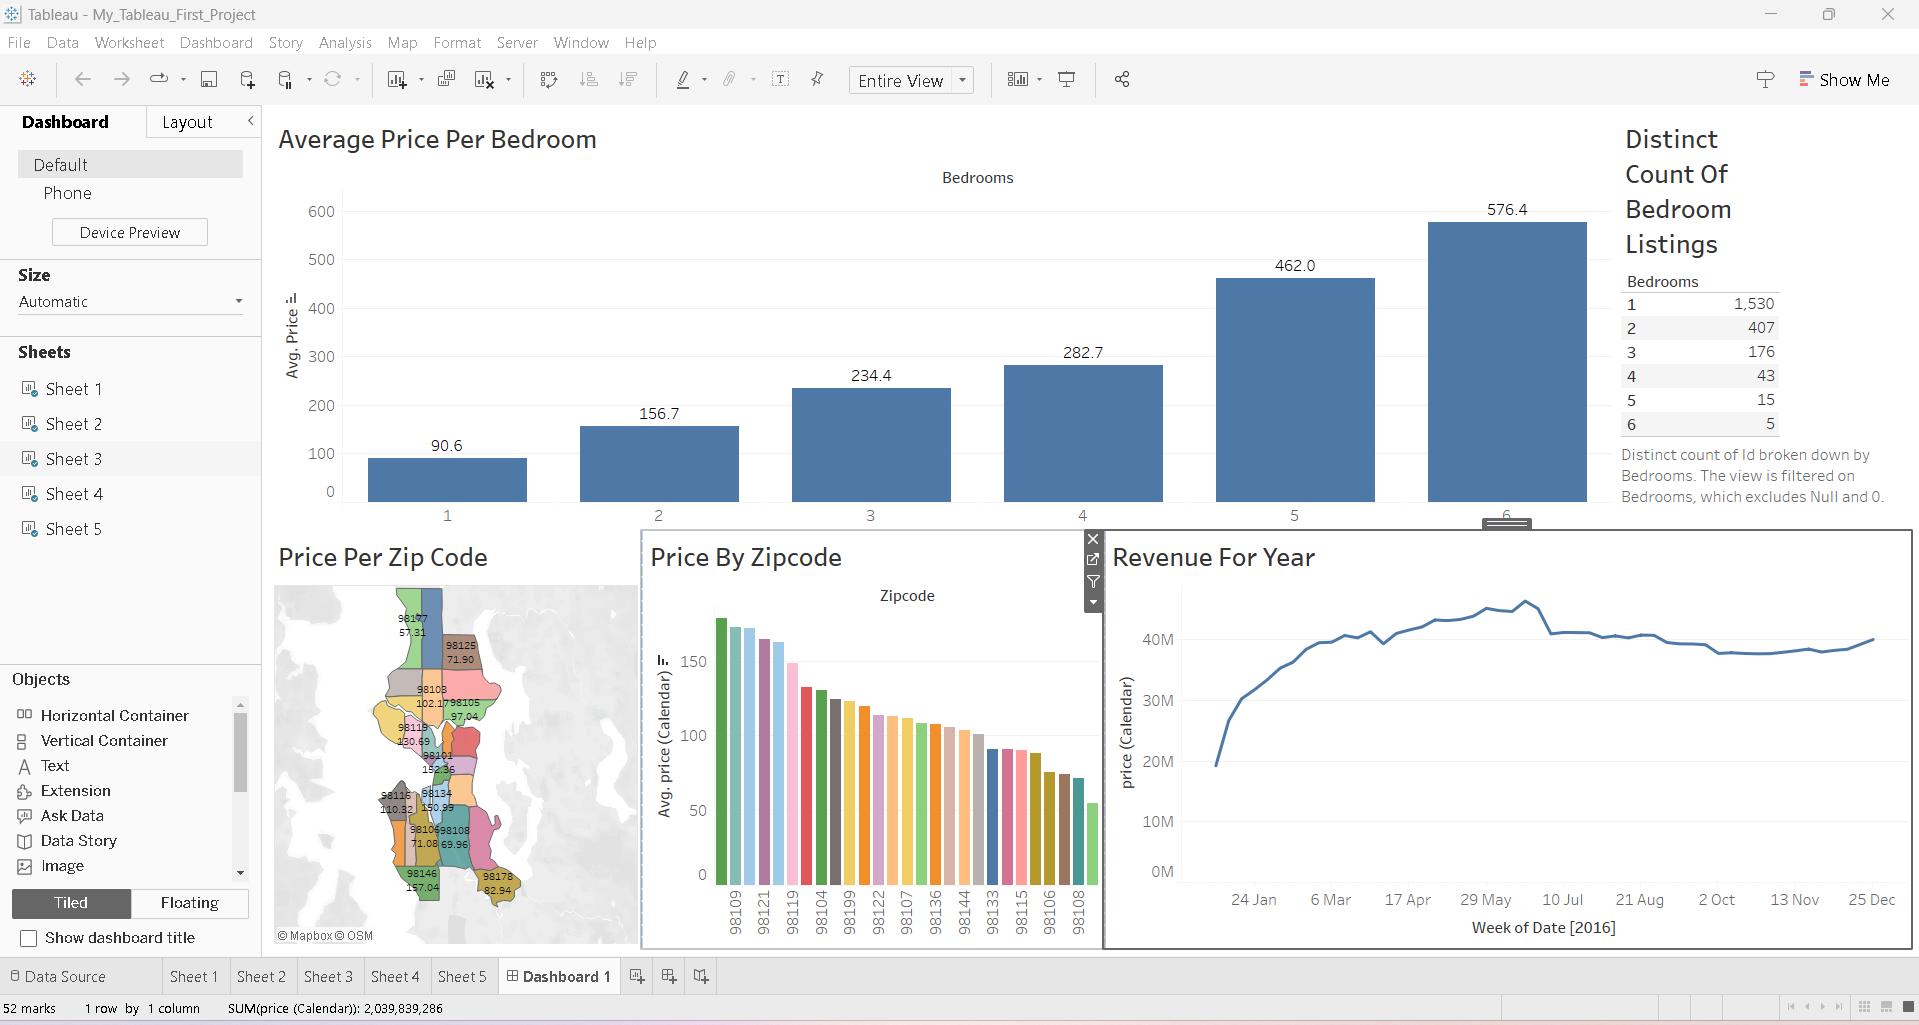 Tableau - My_Tableau_First_Project
File Data Worksheet Dashboard Story Analysis Map Format Server Window Help
Entire View
Show Me
Dashboard
Layout
Default
Phone
Device Preview
Size
Automatic
Sheets
Sheet 1
Sheet 2
Sheet 3
Sheet 4
Sheet 5
Objects
Horizontal Container
Vertical Container
Text
Extension
Ask Data
Data Story
Image
Tiled
Floating
Show dashboard title
Average Price Per Bedroom
Bedrooms
Avg. Price
600
500
400
300
200
100
0
90.6
156.7
234.4
282.7
462.0
576.4
1 2 3 4 5 6
Distinct
Count Of
Bedroom
Listings
Bedrooms
1 1,530
2 407
3 176
4 43
5 15
6 5
Distinct count of Id broken down by
Bedrooms. The view is filtered on
Bedrooms, which excludes Null and 0.
Price Per Zip Code
98177
57.31
98125
71.90
98103
102.17
98105
97.04
98119
130.69
98101
152.36
98116
110.32
98134
150.99
98106
71.08
98108
69.96
98146
157.04
98178
82.94
© Mapbox © OSM
Price By Zipcode
Zipcode
Avg. price (Calendar)
150
100
50
0
98109 98121 98119 98104 98199 98122 98107 98136 98144 98133 98115 98106 98108
Revenue For Year
price (Calendar)
40M
30M
20M
10M
0M
24 Jan 6 Mar 17 Apr 29 May 10 Jul 21 Aug 2 Oct 13 Nov 25 Dec
Week of Date [2016]
Data Source Sheet 1 Sheet 2 Sheet 3 Sheet 4 Sheet 5 Dashboard 1
52 marks 1 row by 1 column SUM(price (Calendar)): 2,039,839,286